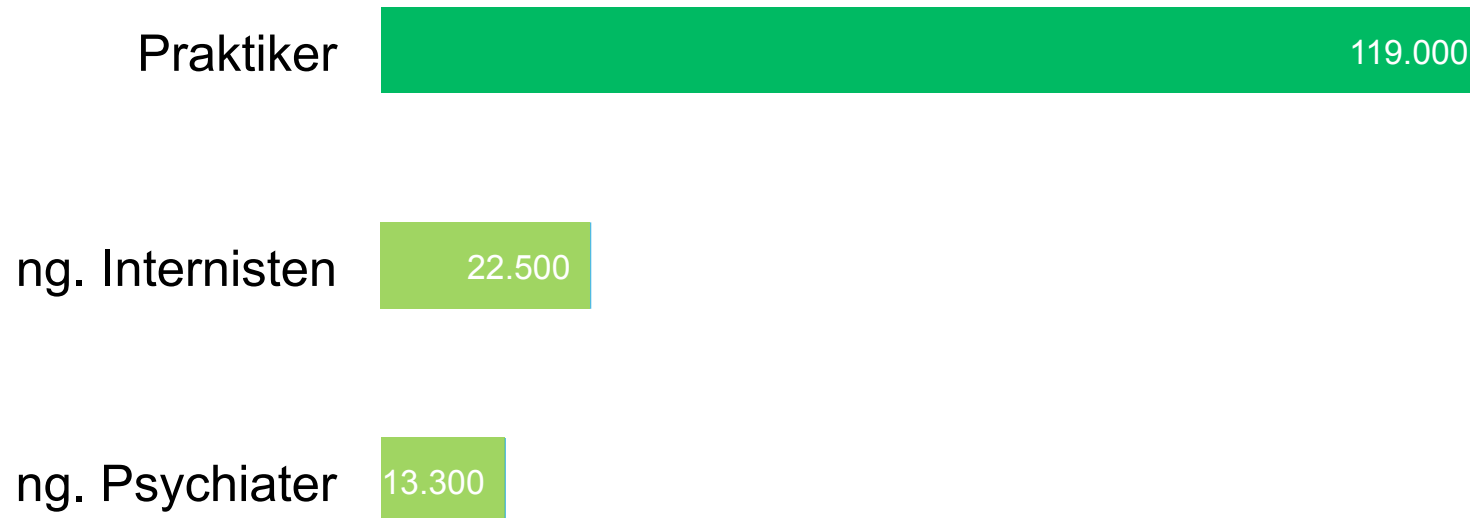 Praktiker 119.000
ng. Internisten 22.500
ng. Psychiater 13.300